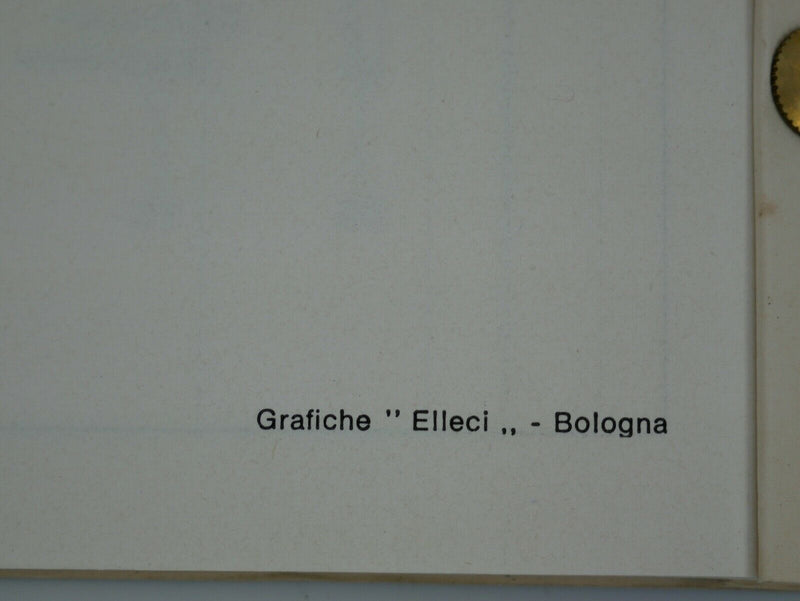 Grafiche " Elleci „ - Bologna